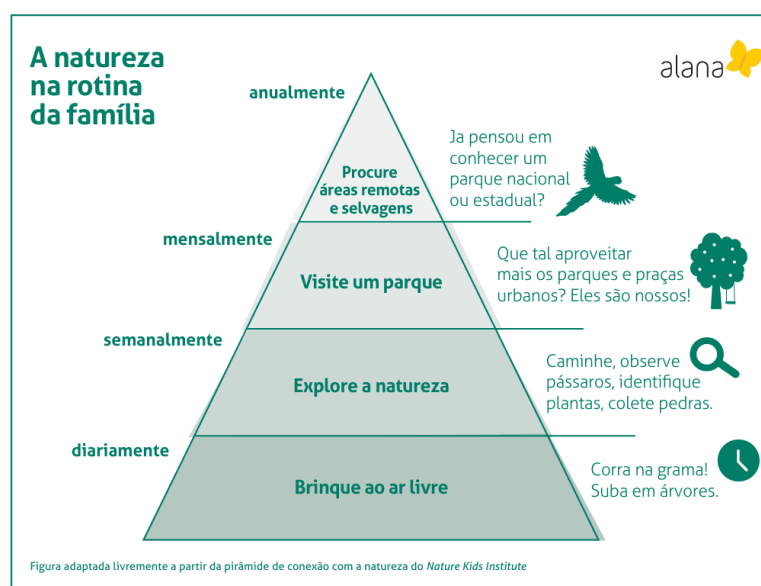 A natureza
na rotina
da família
alana
anualmente
Procure
áreas remotas
e selvagens
Ja pensou em
conhecer um
parque nacional
ou estadual?
mensalmente
Visite um parque
Que tal aproveitar
mais os parques e praças
urbanos? Eles são nossos!
semanalmente
Explore a natureza
Caminhe, observe
pássaros, identifique
plantas, colete pedras.
diariamente
Brinque ao ar livre
Corra na grama!
Suba em árvores.
Figura adaptada livremente a partir da pirâmide de conexão com a natureza do Nature Kids Institute